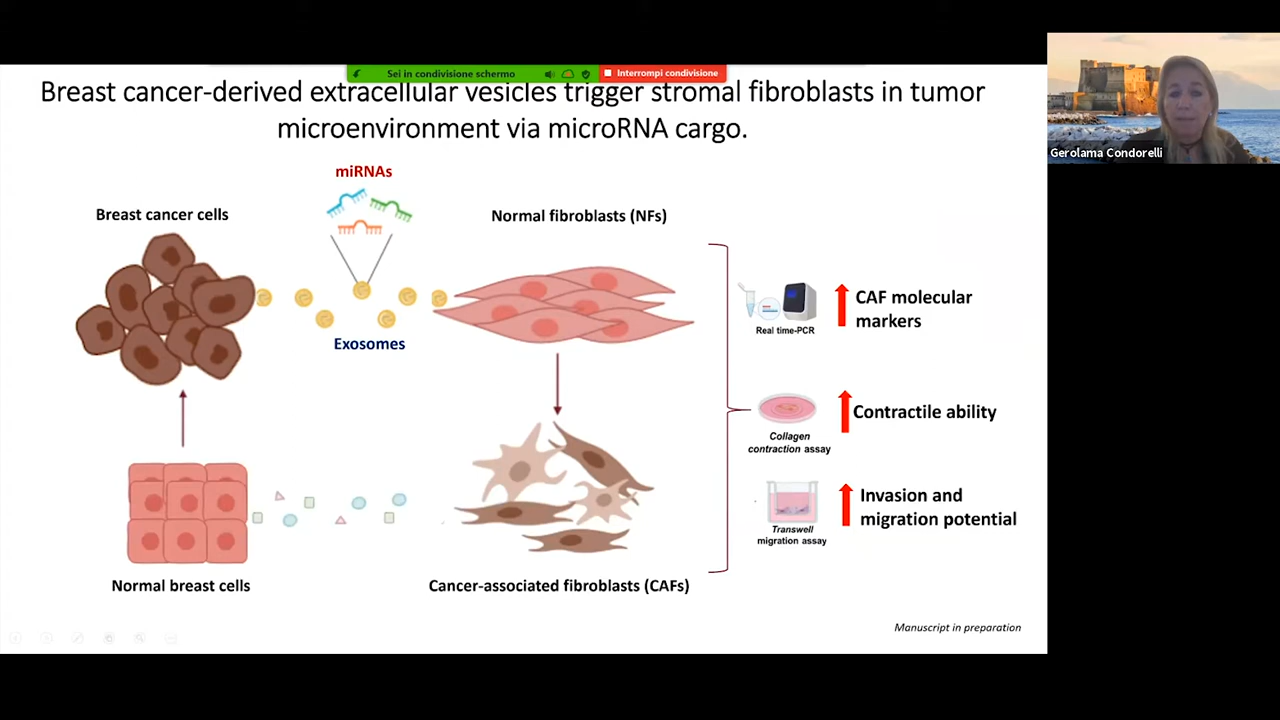 Sei in condivisione schermo
Interrompi condivisione
Breast cancer-derived extracellular vesicles trigger stromal fibroblasts in tumor
microenvironment via microRNA cargo.
Gerolama Condorelli
miRNAs
Breast cancer cells
Normal fibroblasts (NFs)
Exosomes
Real time-PCR
CAF molecular
markers
Collagen
contraction assay
Contractile ability
Transwell
migration assay
Invasion and
migration potential
Normal breast cells
Cancer-associated fibroblasts (CAFs)
Manuscript in preparation